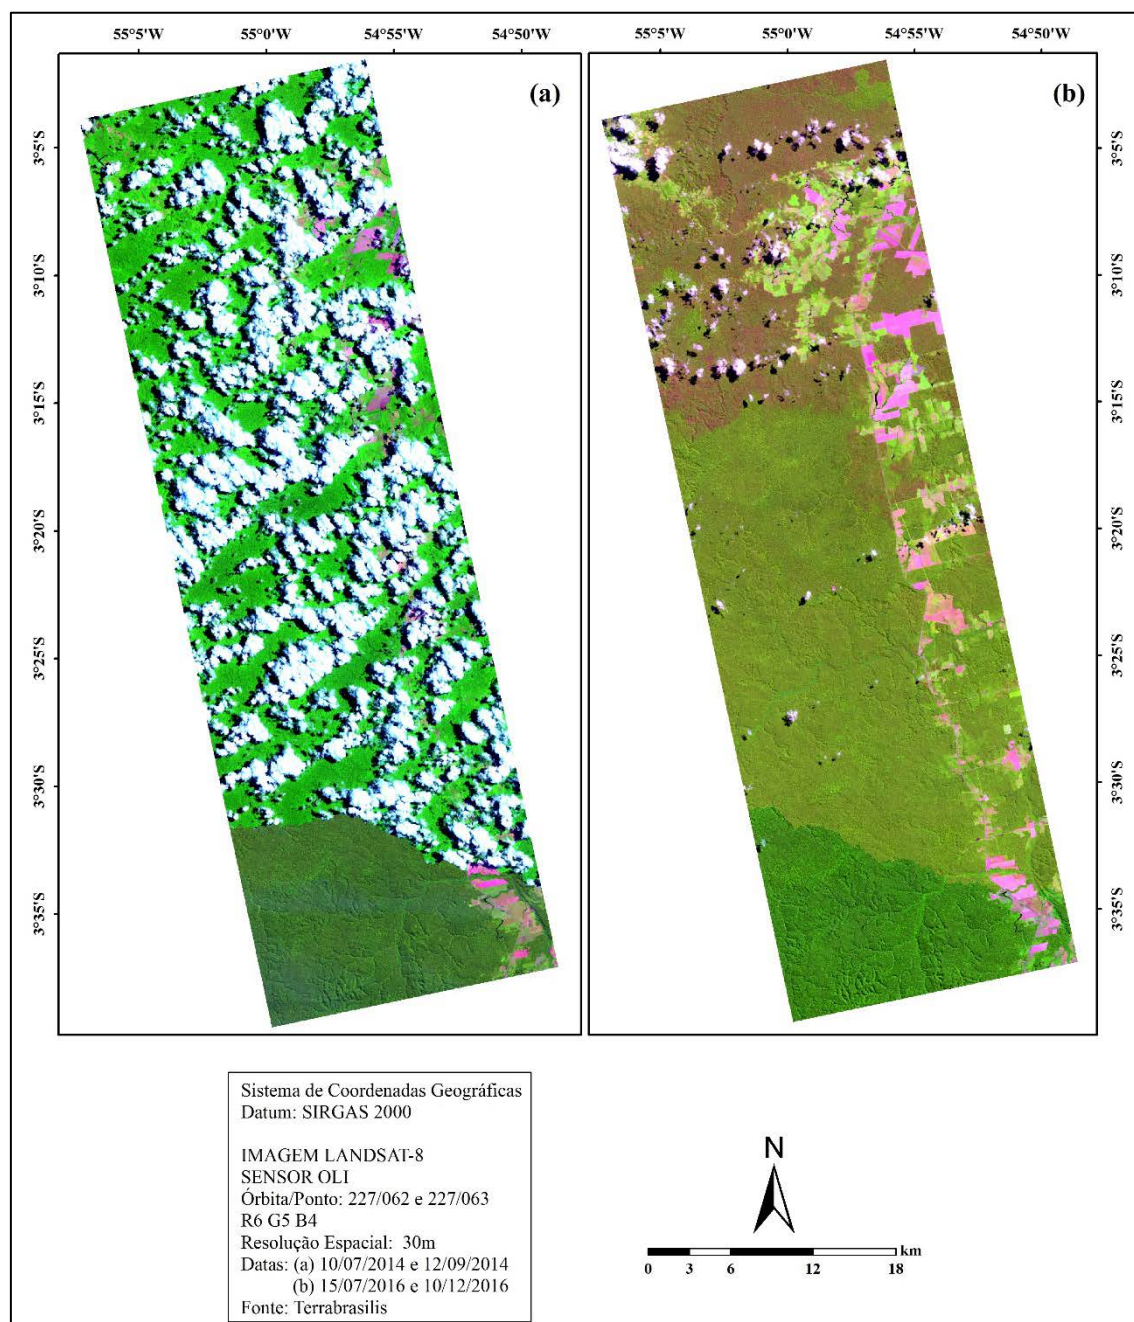 55°5'W 55°0'W 54°55'W 54°50'W 55°5'W 55°0'W 54°55'W 54°50'W
(a) (b)
3°5'S 3°5'S
3°10'S 3°10'S
3°15'S 3°15'S
3°20'S 3°20'S
3°25'S 3°25'S
3°30'S 3°30'S
3°35'S 3°35'S
Sistema de Coordenadas Geográficas
Datum: SIRGAS 2000
IMAGEM LANDSAT-8
SENSOR OLI
Órbita/Ponto: 227/062 e 227/063
R6 G5 B4
Resolução Espacial: 30m
Datas: (a) 10/07/2014 e 12/09/2014
(b) 15/07/2016 e 10/12/2016
Fonte: Terrabrasilis
N
km
0 3 6 12 18